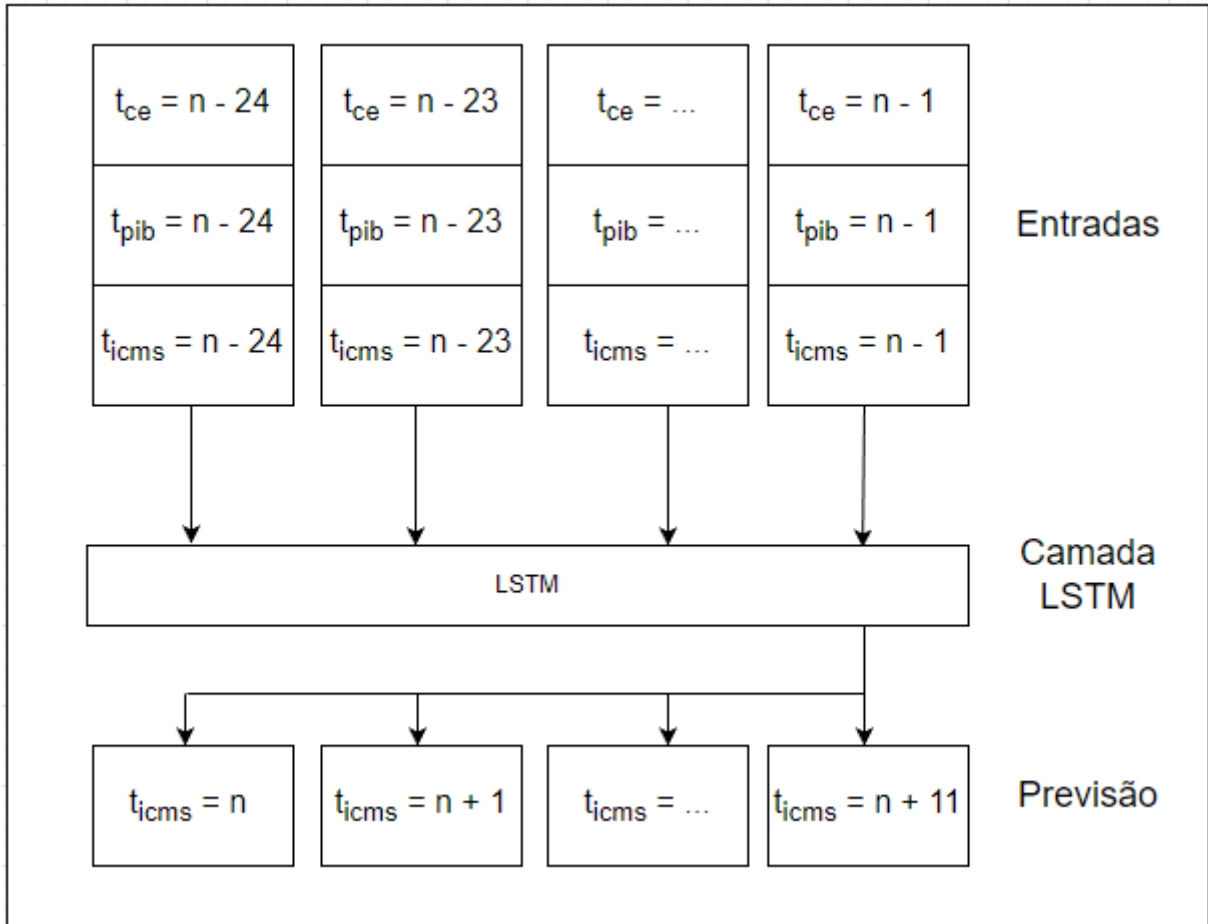 t_ce = n - 24
t_ce = n - 23
t_ce = ...
t_ce = n - 1
t_pib = n - 24
t_pib = n - 23
t_pib = ...
t_pib = n - 1
Entradas
t_icms = n - 24
t_icms = n - 23
t_icms = ...
t_icms = n - 1
LSTM
Camada
LSTM
t_icms = n
t_icms = n + 1
t_icms = ...
t_icms = n + 11
Previsão